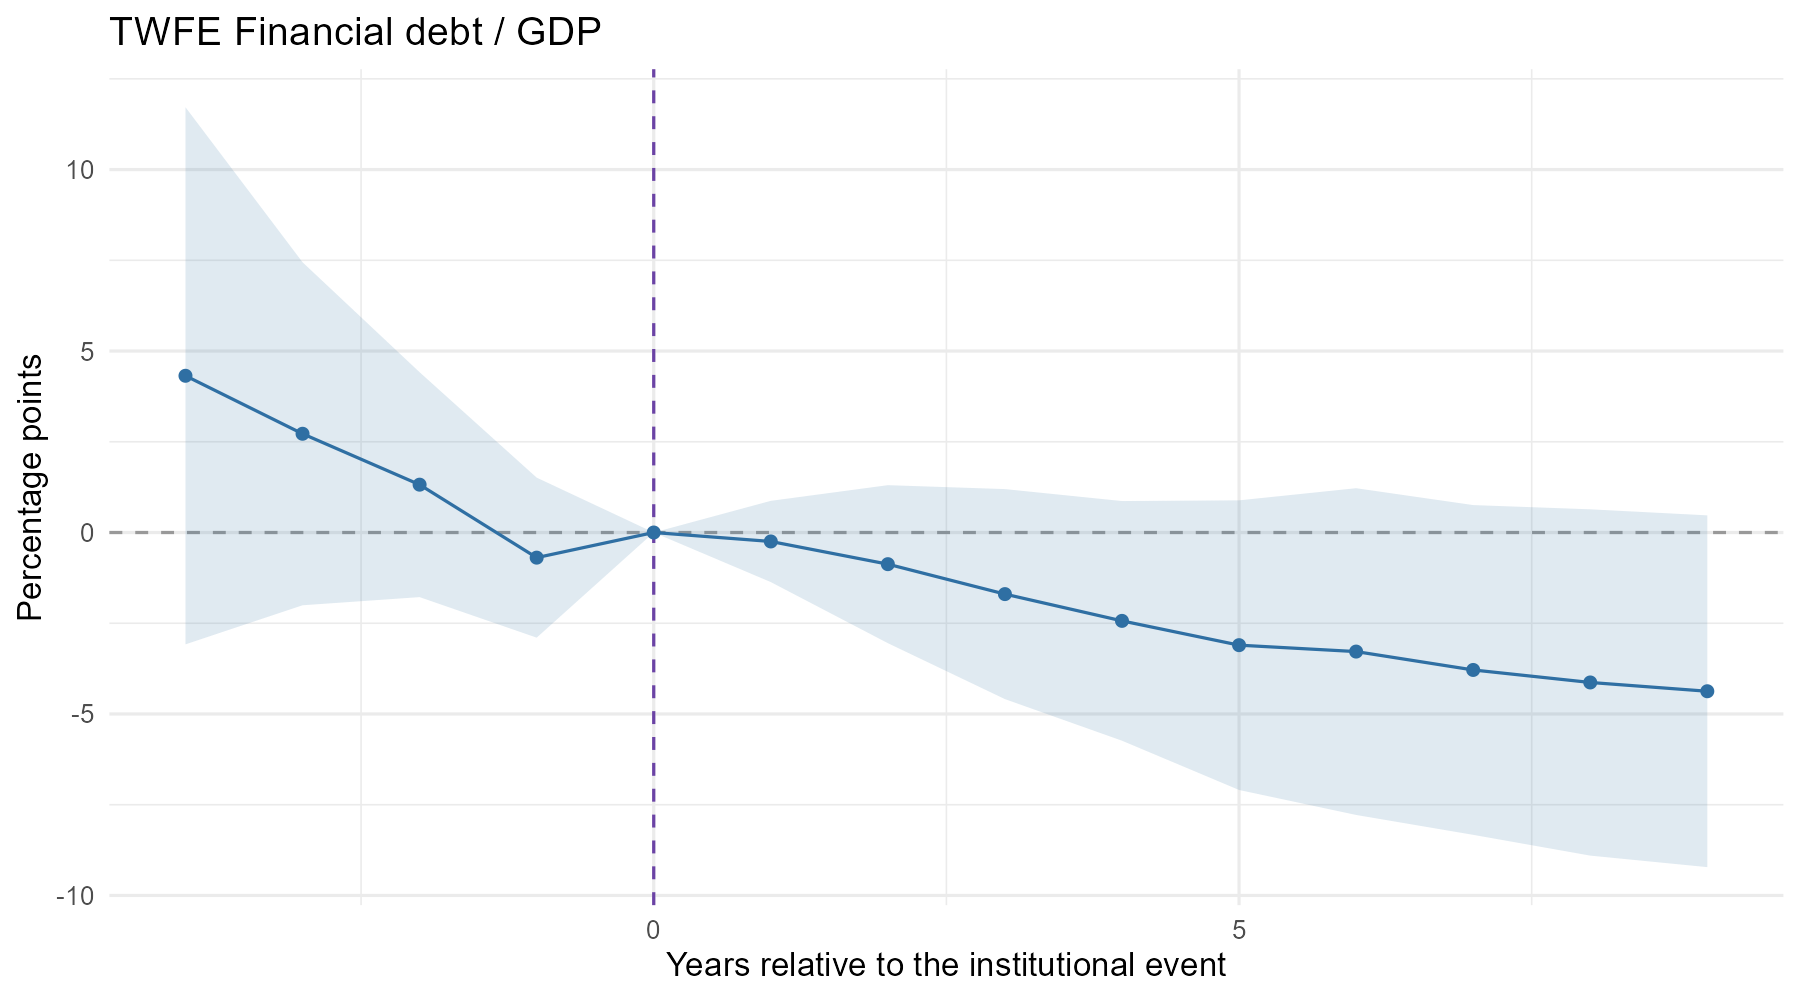 TWFE Financial debt / GDP
Percentage points
10
5
0
-5
-10
0
5
Years relative to the institutional event